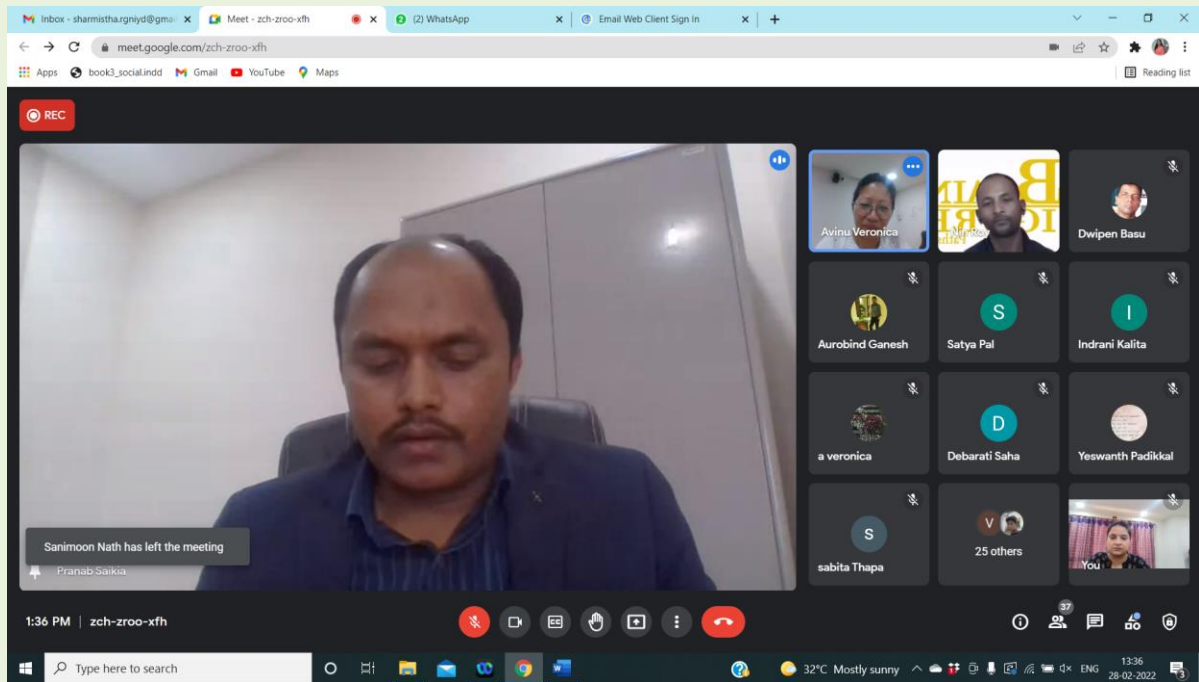 Inbox - sharmistha.rgniyd@gmai
Meet - zch-zroo-xfh
(2) WhatsApp
Email Web Client Sign In
meet.google.com/zch-zroo-xfh
Apps
book3_social.indd
Gmail
YouTube
Maps
Reading list
REC
Avinu Veronica
Dwipen Basu
Aurobind Ganesh
Satya Pal
Indrani Kalita
a veronica
Debarati Saha
Yeswanth Padikkal
S
I
D
S
V
sabita Thapa
25 others
You
Sanimoon Nath has left the meeting
Pranab Saikia
1:36 PM | zch-zroo-xfh
37
Type here to search
32°C Mostly sunny
ENG
13:36
28-02-2022
3